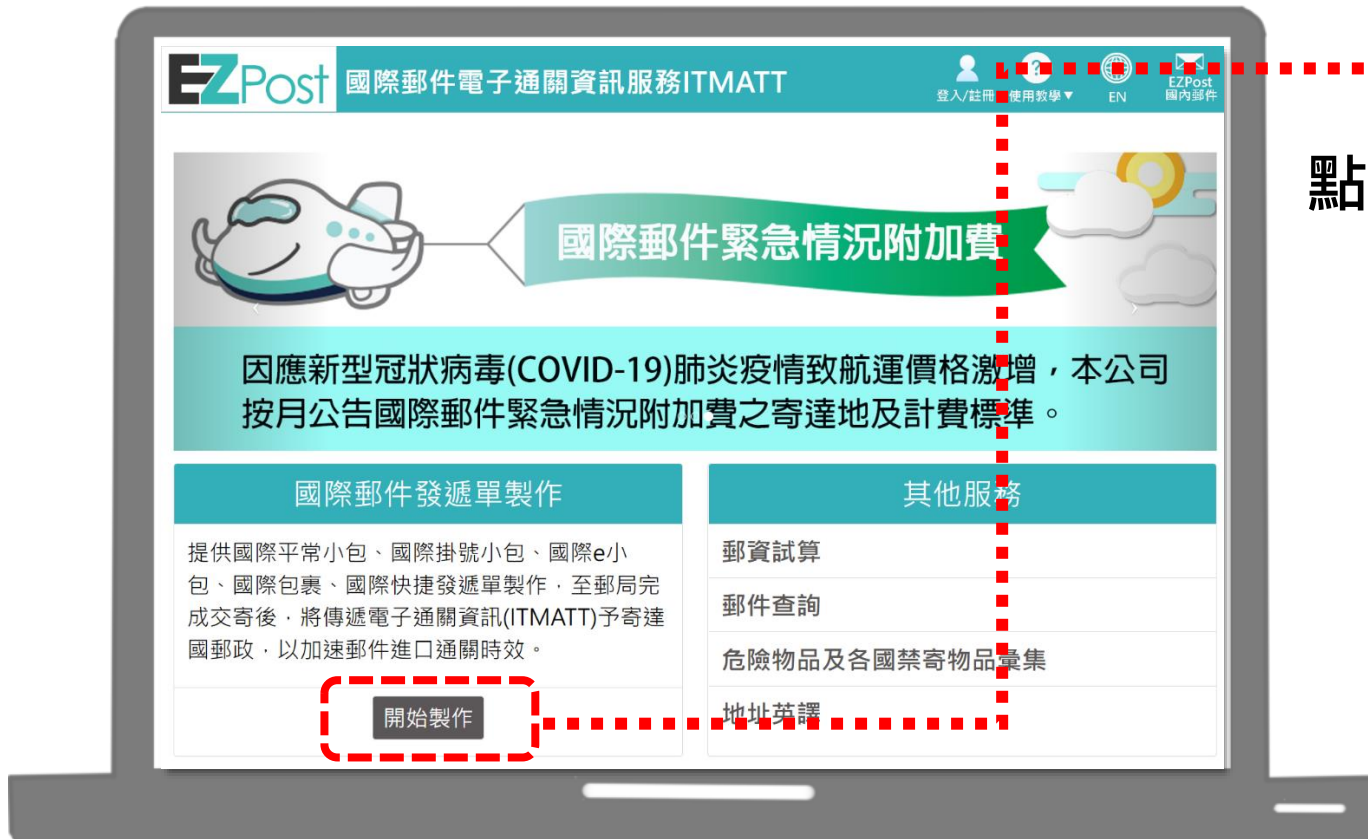 EZPost 國際郵件電子通關資訊服務ITMATT
登入/註冊
?
使用教學▼
EN
EZPost
國內郵件
點
國際郵件緊急情況附加費
因應新型冠狀病毒(COVID-19)肺炎疫情致航運價格激增，本公司
按月公告國際郵件緊急情況附加費之寄達地及計費標準。
國際郵件發遞單製作
提供國際平常小包、國際掛號小包、國際e小
包、國際包裹、國際快捷發遞單製作，至郵局完
成交寄後，將傳遞電子通關資訊(ITMATT)予寄達
國郵政，以加速郵件進口通關時效。
開始製作
其他服務
郵資試算
郵件查詢
危險物品及各國禁寄物品彙集
地址英譯